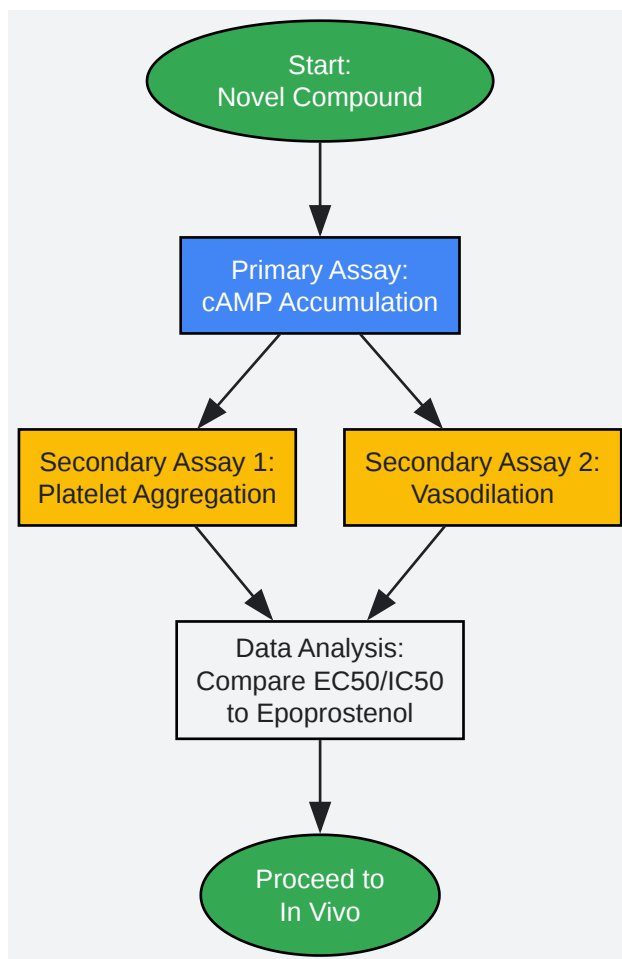 Start:
Novel Compound
Primary Assay:
cAMP Accumulation
Secondary Assay 1:
Platelet Aggregation
Secondary Assay 2:
Vasodilation
Data Analysis:
Compare EC50/IC50
to Epoprostenol
Proceed to
In Vivo